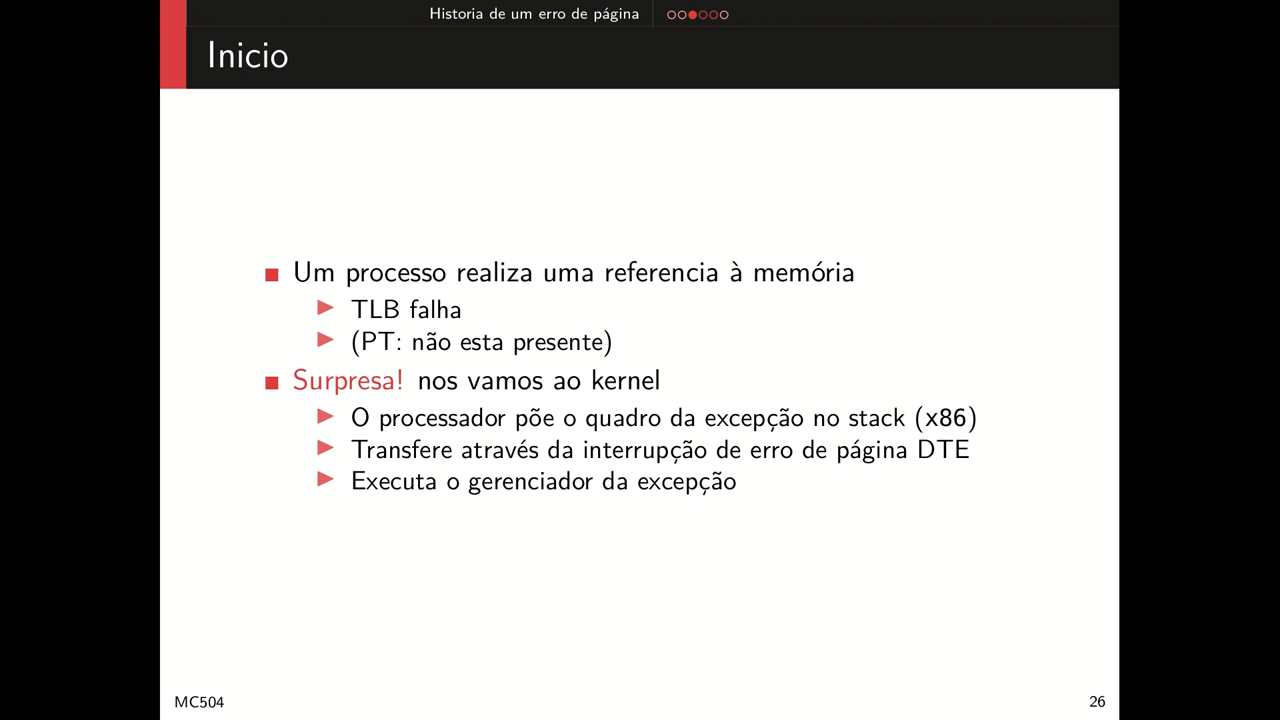 Historia de um erro de página
Inicio
Um processo realiza uma referencia à memória
TLB falha
(PT: não esta presente)
Surpresa! nos vamos ao kernel
O processador põe o quadro da excepção no stack (x86)
Transfere através da interrupção de erro de página DTE
Executa o gerenciador da excepção
MC504
26